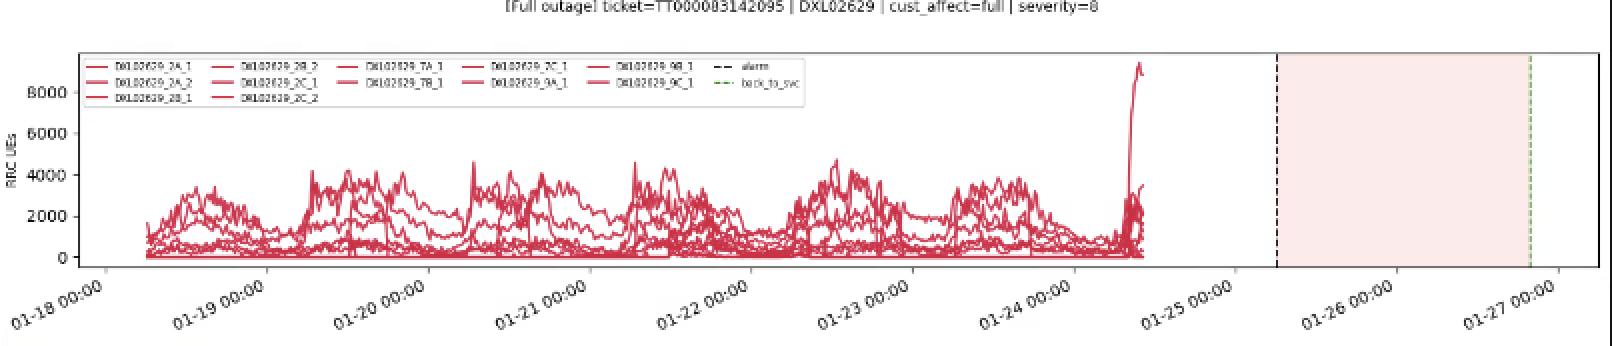 [Full outage] ticket=TT000083142095 | DXL02629 | cust_affect=full | severity=8
DXL02629_2A_1 DXL02629_2B_2 DXL02629_7A_1 DXL02629_7C_1 DXL02629_9B_1 alarm
DXL02629_2A_2 DXL02629_2C_1 DXL02629_7B_1 DXL02629_9A_1 DXL02629_9C_1 back_to_svc
DXL02629_2B_1 DXL02629_2C_2
RRC UEs
8000
6000
4000
2000
0
01-18 00:00 01-19 00:00 01-20 00:00 01-21 00:00 01-22 00:00 01-23 00:00 01-24 00:00 01-25 00:00 01-26 00:00 01-27 00:00